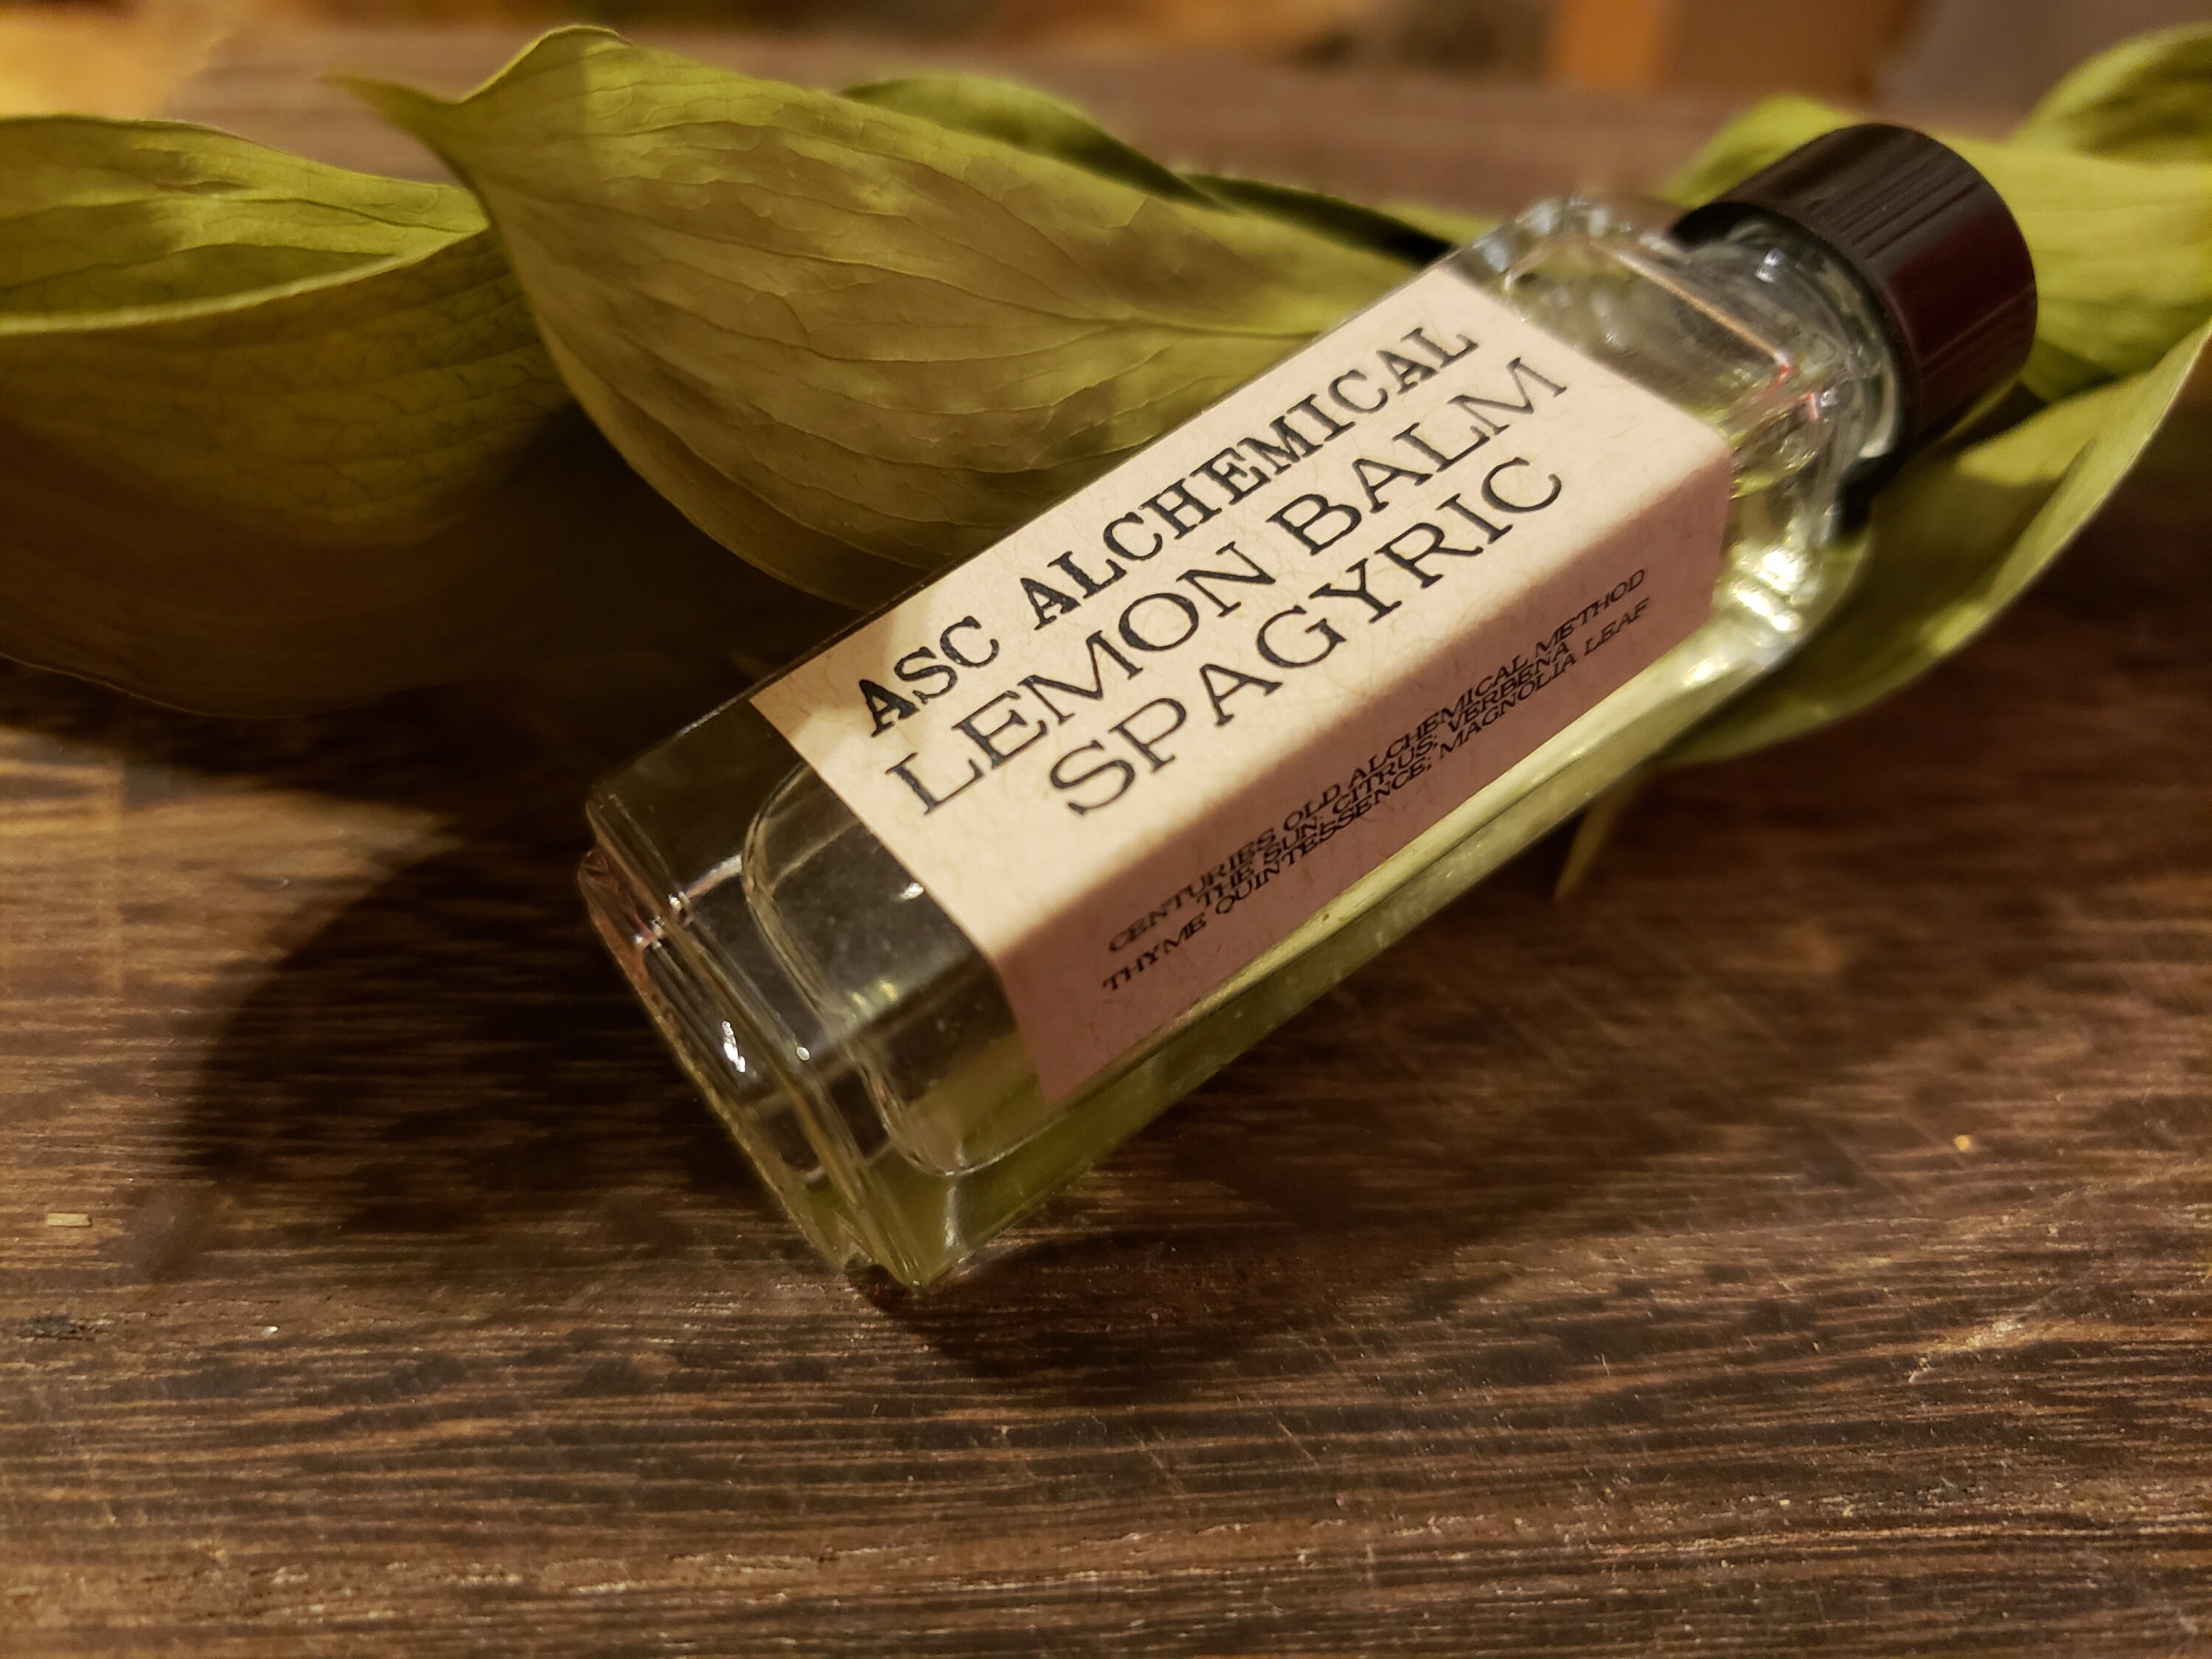 ASC ALCHEMICAL
LEMON BALM
SPAGYRIC
CENTURIES OLD ALCHEMICAL METHOD
THE SUN: CITRUS: VERBENA
THYME QUINTESSENCE; MAGNOLIA LEAF